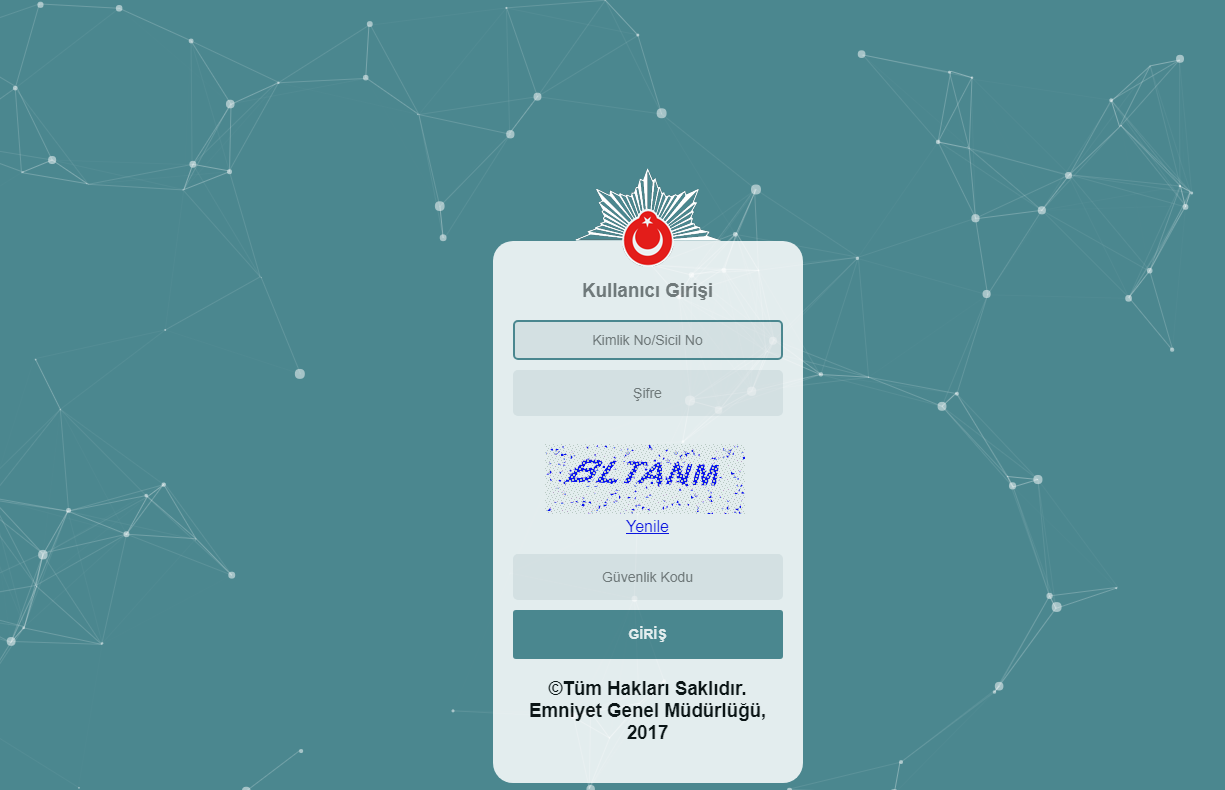 Kullanıcı Girişi
Kimlik No/Sicil No
Şifre
Yenile
Güvenlik Kodu
GİRİŞ
©Tüm Hakları Saklıdır.
Emniyet Genel Müdürlüğü,
2017